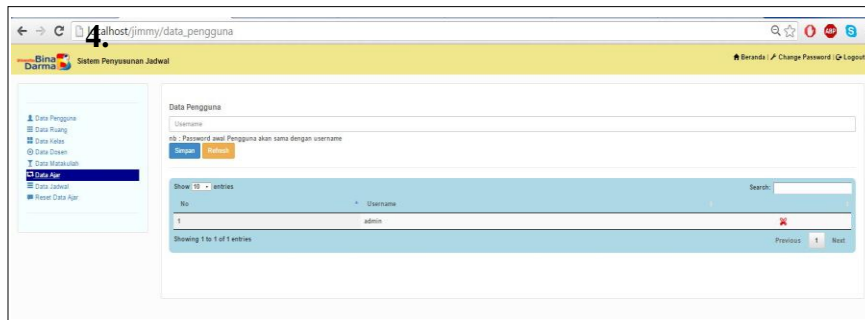 localhost/jimmy/data_pengguna
4.
Bina Darma
Sistem Penyusunan Jadwal
Beranda | Change Password | Logout
Data Pengguna
Data Ruang
Data Kelas
Data Dosen
Data Matakuliah
Data Ajar
Data Jadwal
Reset Data Ajar
Data Pengguna
Username
nb : Password awal Pengguna akan sama dengan username
Simpan Refresh
Show 10 entries Search:
No Username
1 admin
Showing 1 to 1 of 1 entries Previous 1 Next